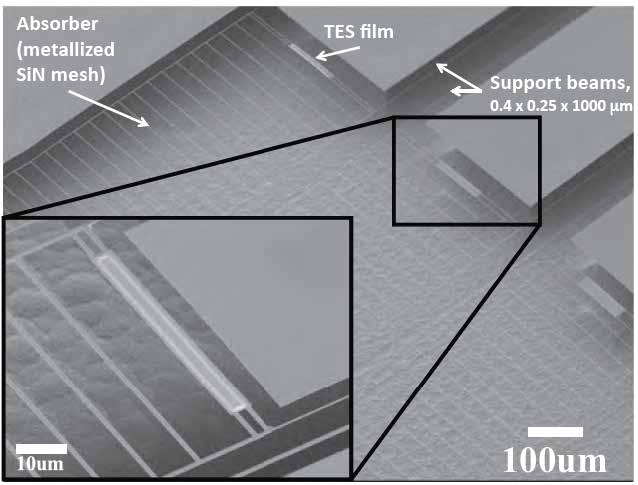 Absorber
(metallized
SiN mesh)
TES film
Support beams,
0.4 x 0.25 x 1000 µm
10um
100um